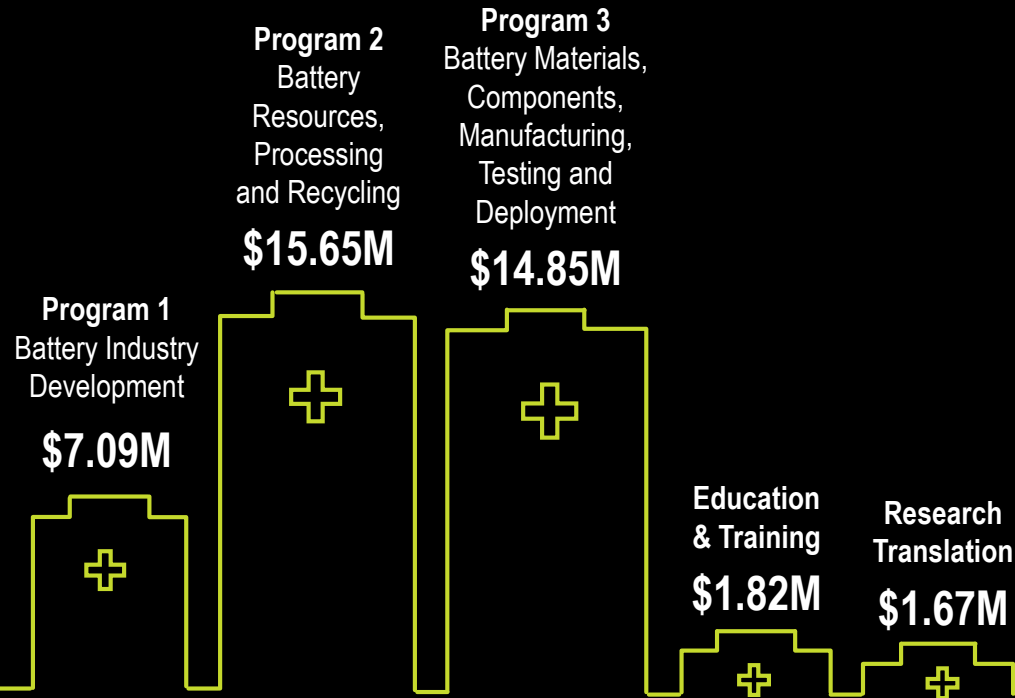 Program 1
Battery Industry
Development
$7.09M
Program 2
Battery
Resources,
Processing
and Recycling
$15.65M
Program 3
Battery Materials,
Components,
Manufacturing,
Testing and
Deployment
$14.85M
Education
& Training
$1.82M
Research
Translation
$1.67M